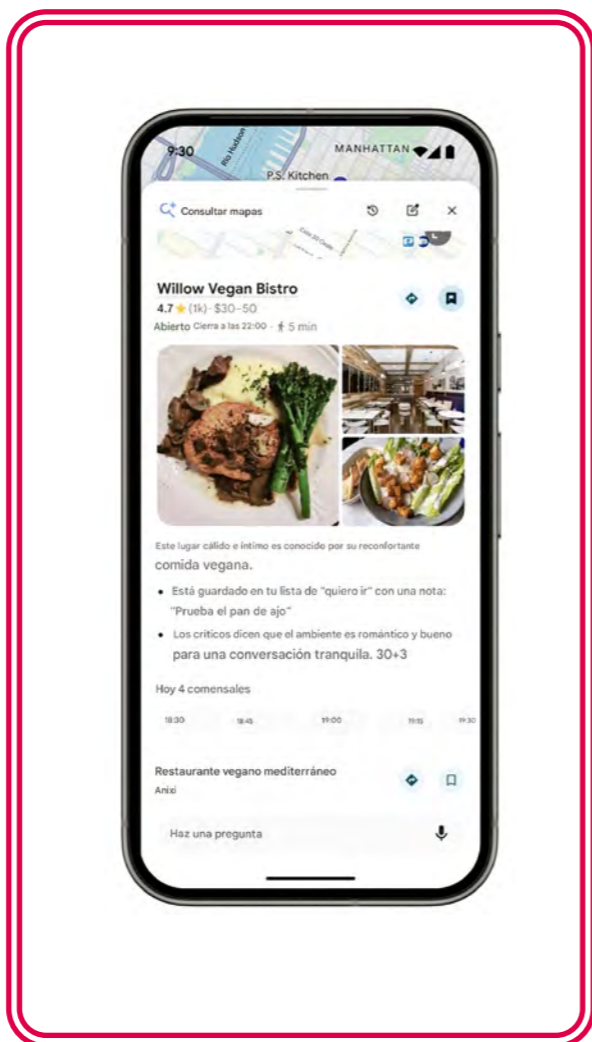 9:30
MANHATTAN
Río Hudson
P.S. Kitchen
Consultar mapas
Willow Vegan Bistro
4.7 (1k)·$30–50
Abierto Cierra a las 22:00 · 5 min
Este lugar cálido e íntimo es conocido por su reconfortante
comida vegana.
• Está guardado en tu lista de "quiero ir" con una nota:
"Prueba el pan de ajo"
• Los críticos dicen que el ambiente es romántico y bueno
para una conversación tranquila. 30+3
Hoy 4 comensales
18:30 18:45 19:00 19:15 19:30
Restaurante vegano mediterráneo
Anixi
Haz una pregunta